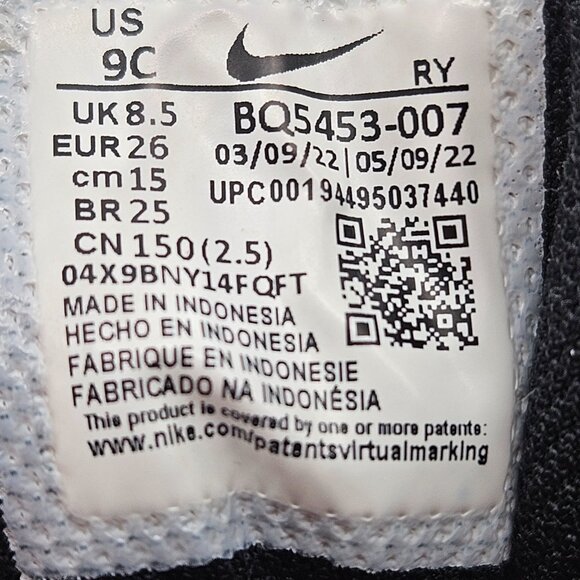 US
9C
RY
UK 8.5
BQ5453-007
EUR 26
03/09/22 | 05/09/22
cm 15
UPC00194495037440
BR 25
CN 150 (2.5)
04X9BNY14FQFT
MADE IN INDONESIA
HECHO EN INDONESIA
FABRIQUE EN INDONESIE
FABRICADO NA INDONÉSIA
This product is covered by one or more patents:
www.nike.com/patentsvirtualmarking